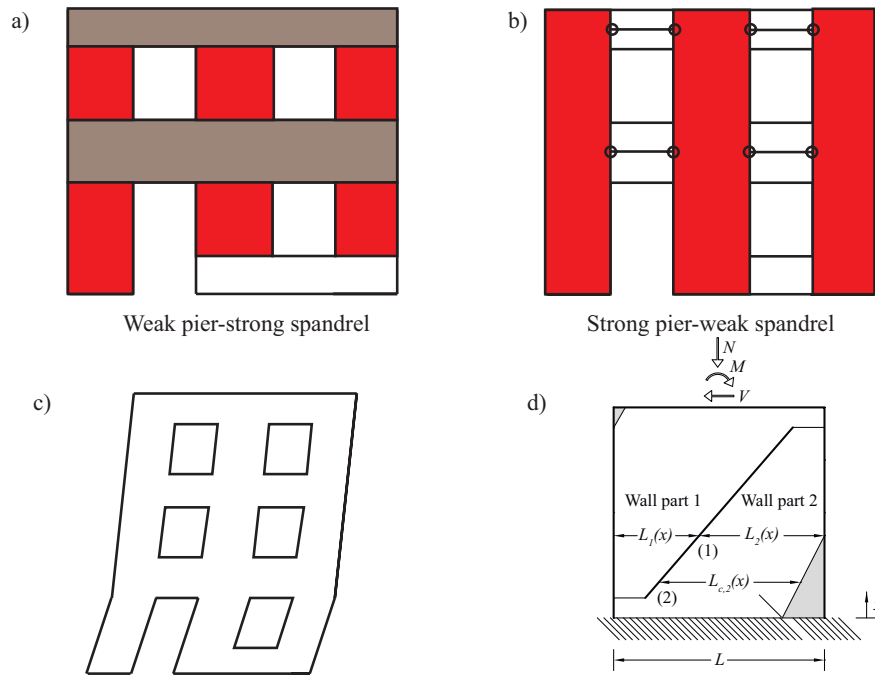 a)
b)
Weak pier-strong spandrel
Strong pier-weak spandrel
c)
d)
N
M
V
Wall part 1
Wall part 2
L₁(x)
L₂(x)
(1)
L_{c,2}(x)
(2)
L